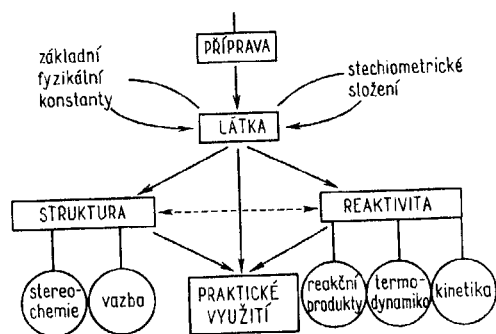 PŘÍPRAVA
základní
fyzikální
konstanty
stechiometrické
složení
LÁTKA
STRUKTURA
REAKTIVITA
stereo-
chemie
vazba
PRAKTICKÉ
VYUŽITÍ
reakční
produkty
termo-
dynamika
kinetika